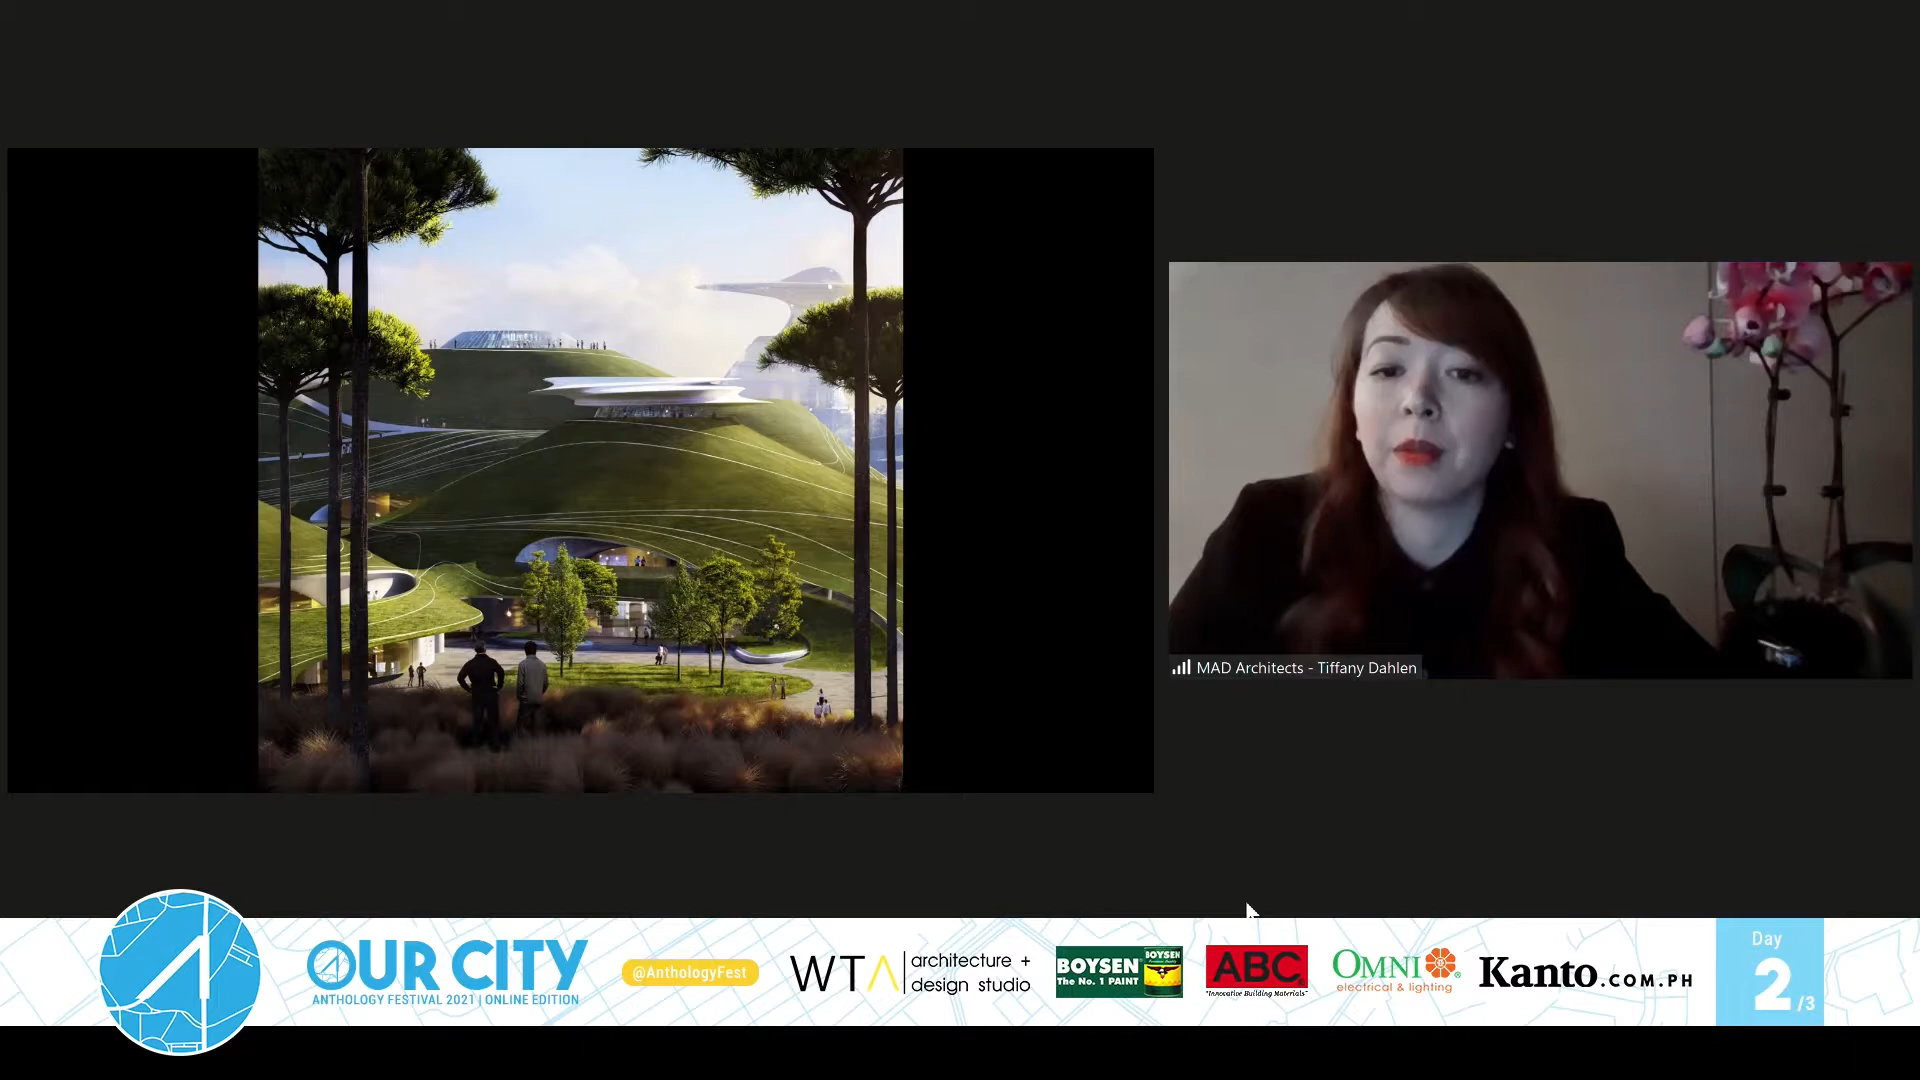 MAD Architects - Tiffany Dahlen
OUR CITY
ANTHOLOGY FESTIVAL 2021 | ONLINE EDITION
@AnthologyFest
WTA
architecture +
design studio
BOYSEN
The No. 1 PAINT
BOYSEN
ABC
"Innovative Building Materials"
OMNI
electrical & lighting
Kanto.COM.PH
Day
2/3